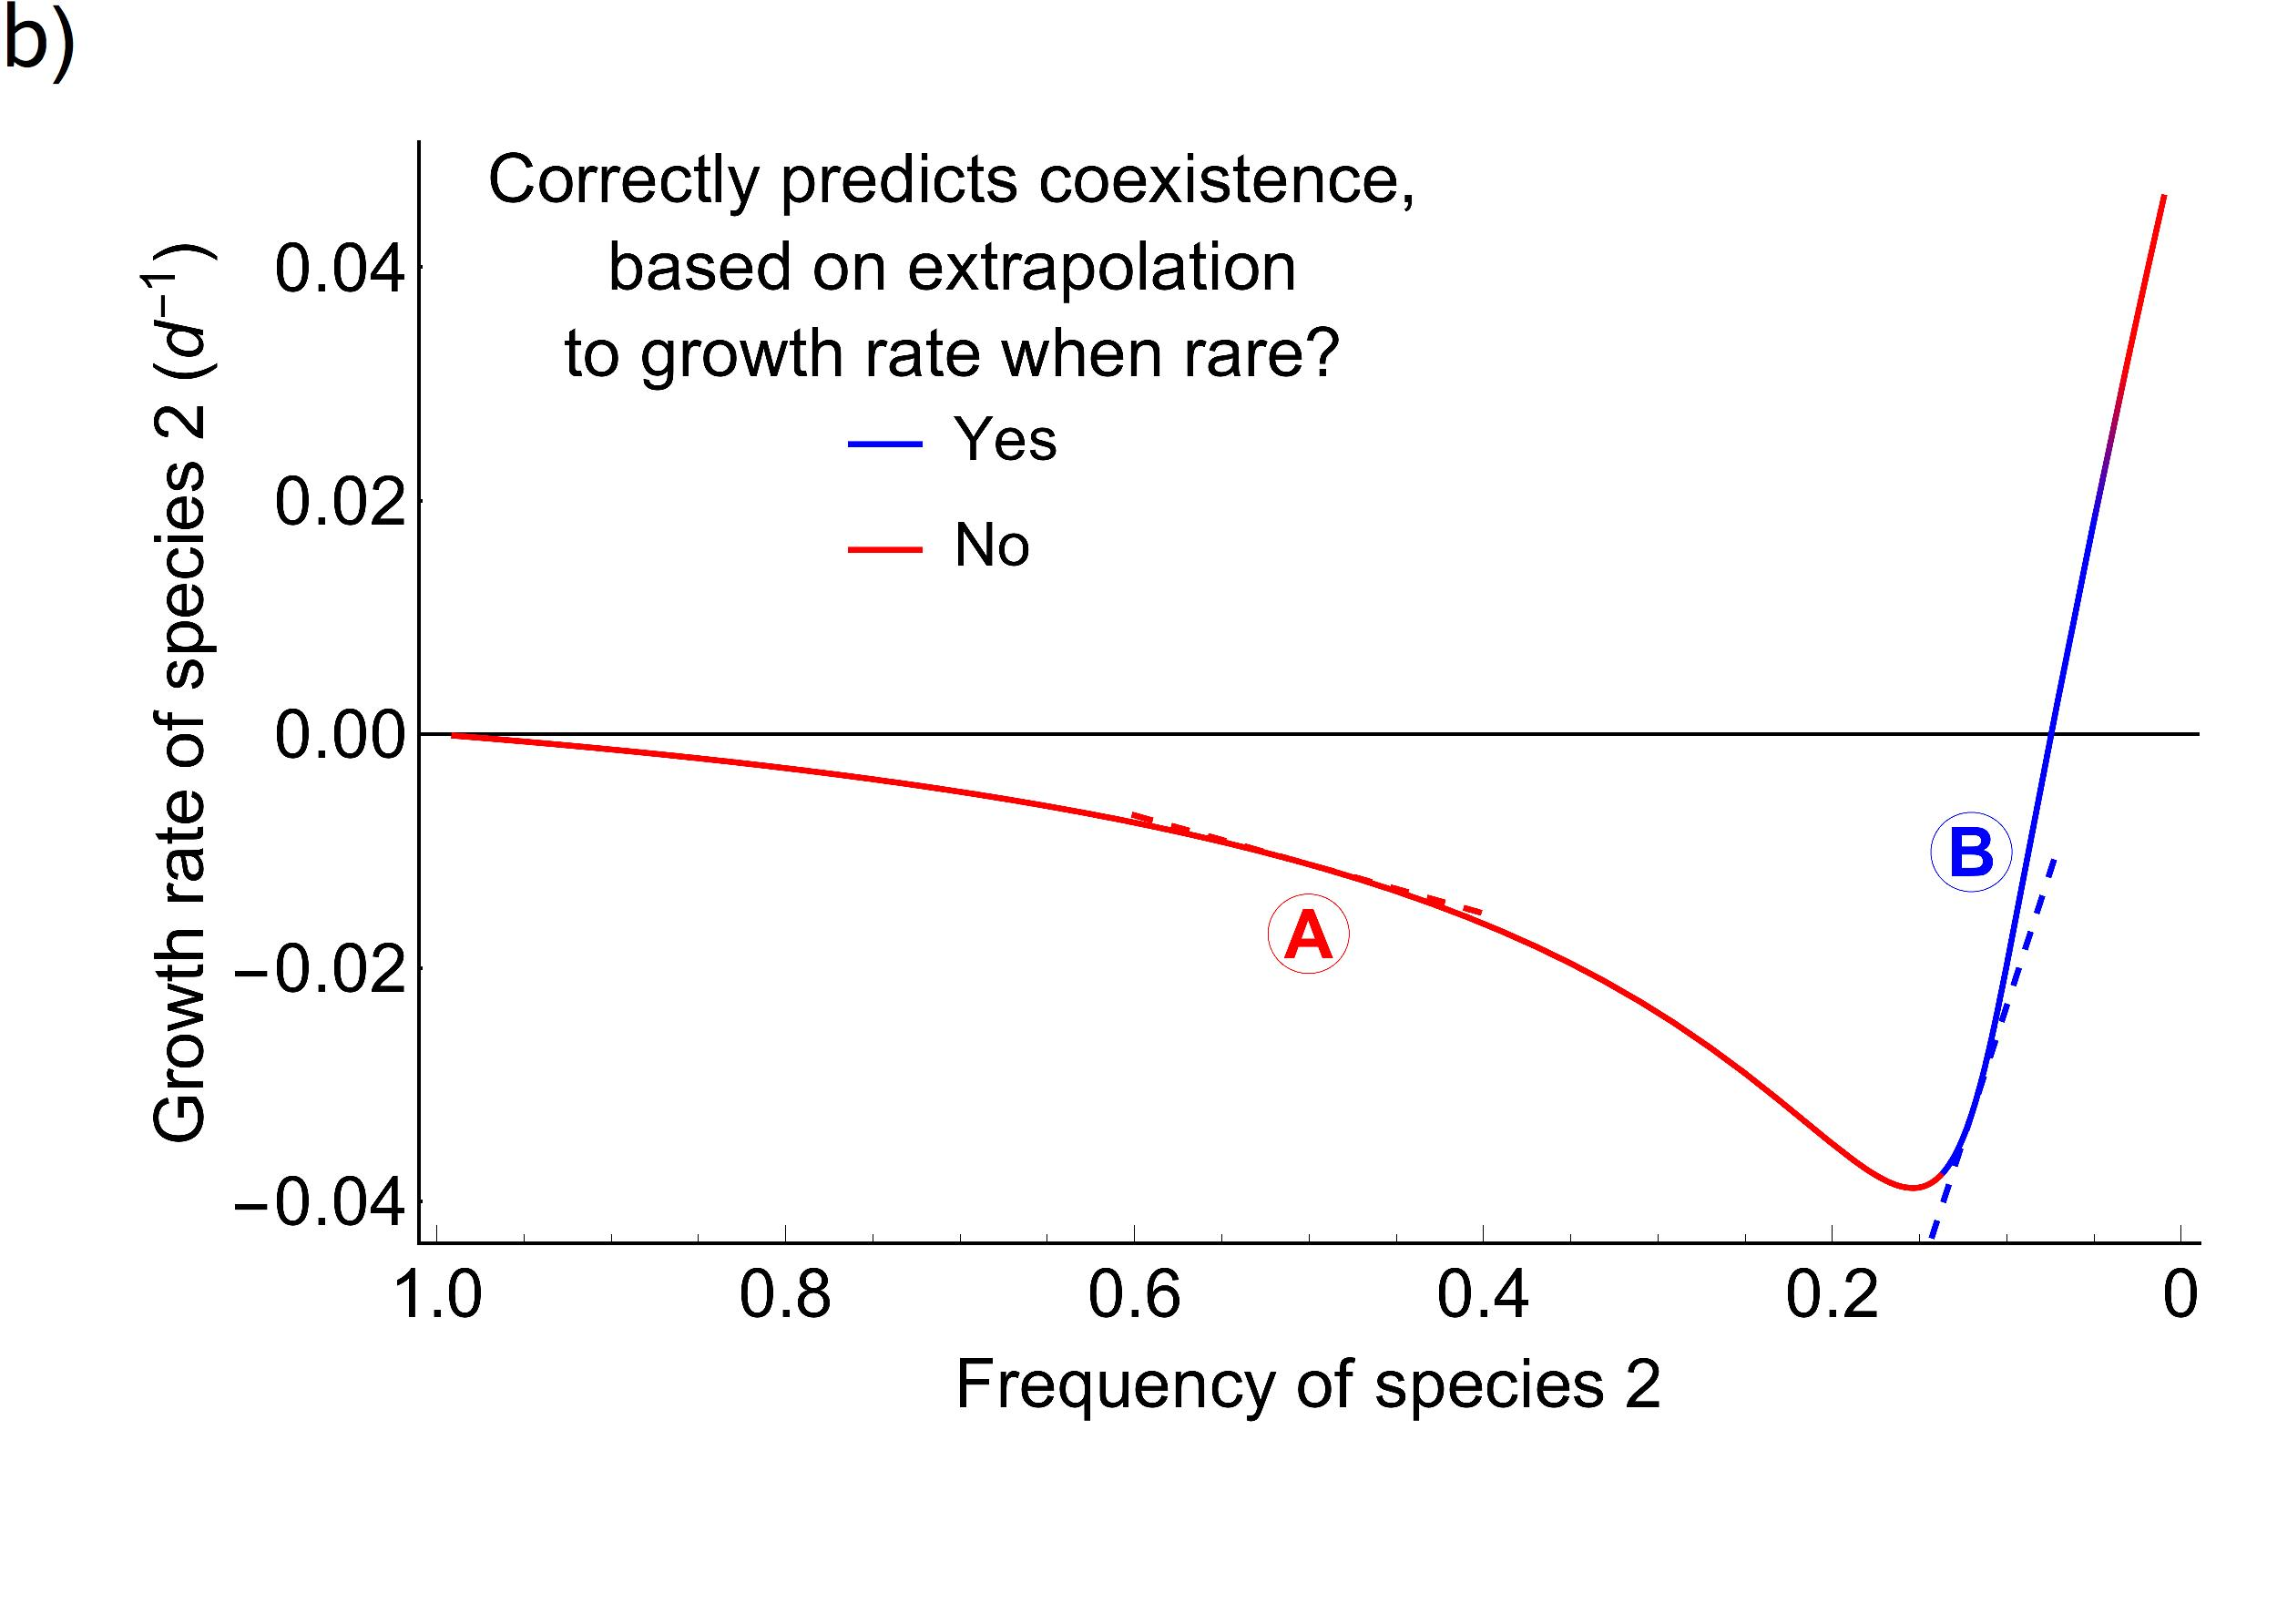 b)
Correctly predicts coexistence,
based on extrapolation
to growth rate when rare?
Yes
No
Growth rate of species 2 (d⁻¹)
0.04
0.02
0.00
−0.02
−0.04
A
B
1.0 0.8 0.6 0.4 0.2 0
Frequency of species 2